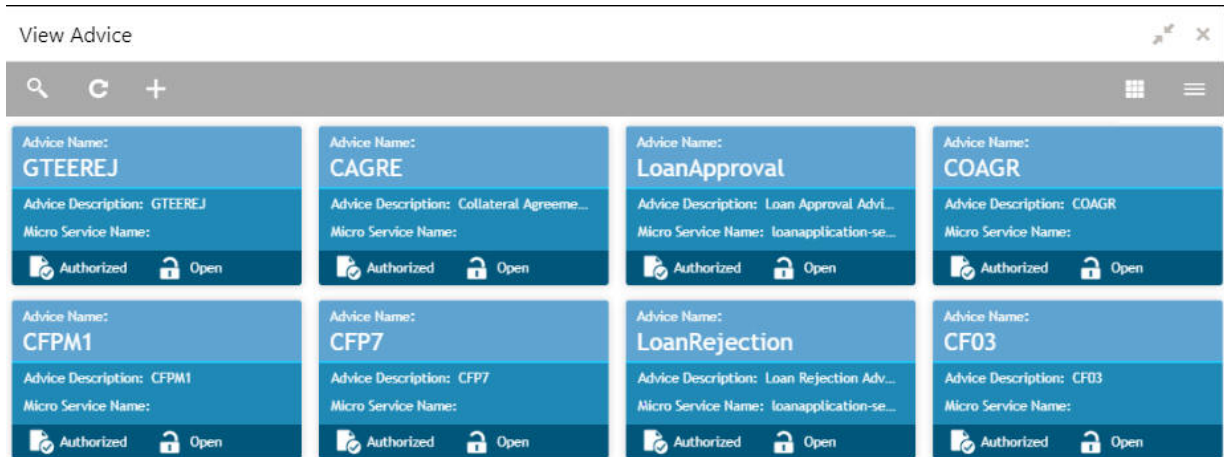 View Advice
Advice Name:
GTEEREJ
Advice Description: GTEEREJ
Micro Service Name:
Authorized Open
Advice Name:
CAGRE
Advice Description: Collateral Agreeme...
Micro Service Name:
Authorized Open
Advice Name:
LoanApproval
Advice Description: Loan Approval Advi...
Micro Service Name: loanapplication-se...
Authorized Open
Advice Name:
COAGR
Advice Description: COAGR
Micro Service Name:
Authorized Open
Advice Name:
CFPM1
Advice Description: CFPM1
Micro Service Name:
Authorized Open
Advice Name:
CFP7
Advice Description: CFP7
Micro Service Name:
Authorized Open
Advice Name:
LoanRejection
Advice Description: Loan Rejection Adv...
Micro Service Name: loanapplication-se...
Authorized Open
Advice Name:
CF03
Advice Description: CF03
Micro Service Name:
Authorized Open